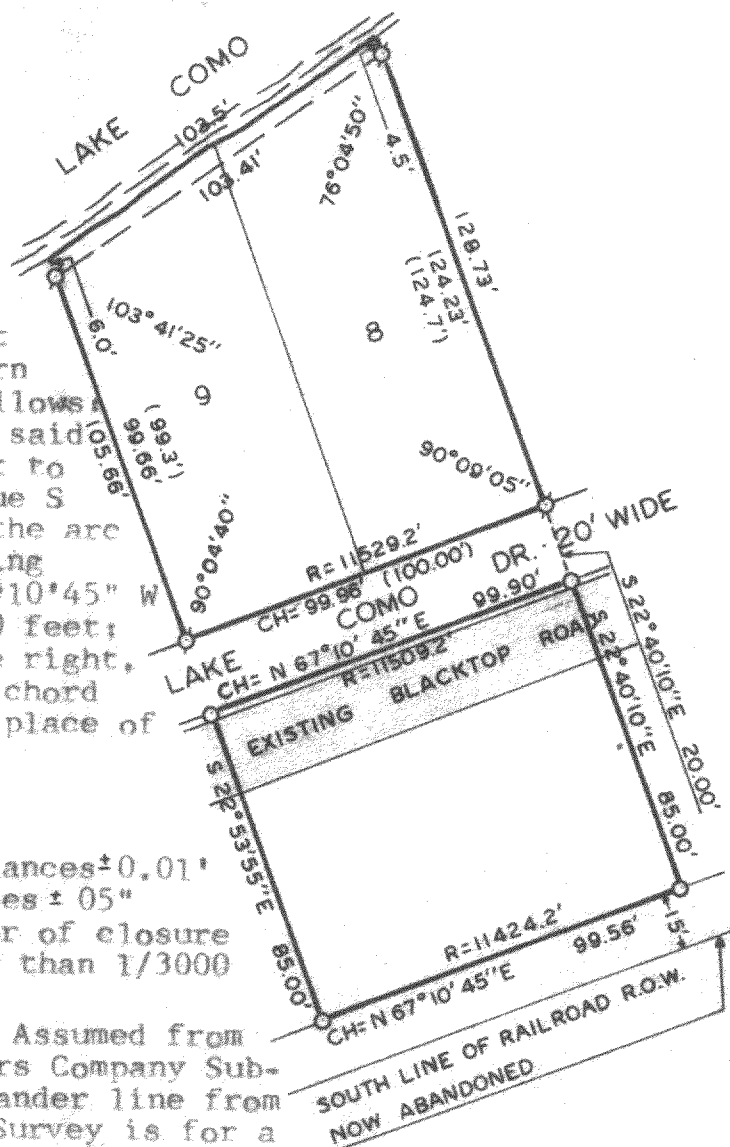 LAKE COMO
103.5'
103.41'
76°04'50"
4.5'
128.73'
124.23'
(124.7')
6.0'
103°41'25"
8
9
(99.3')
99.66'
105.66'
90°09'05"
90°04'40"
R=11529.2'
CH=99.96' (100.00')
LAKE COMO DR. - 20' WIDE
CH= N 67°10'45"E 99.90'
R=11509.2'
EXISTING BLACKTOP ROAD
S 22°40'10"E 20.00'
S 22°40'10"E 85.00'
S 22°53'55"E 85.00'
R=11424.2'
CH= N 67°10'45"E 99.56'
15'
SOUTH LINE OF RAILROAD R.O.W.
NOW ABANDONED
llows
said
to
ue S
the arc
ng
10'45" W
feet;
e right,
chord
place of
ances ± 0.01'
es ± 05"
r of closure
than 1/3000
Assumed from
rs Company Sub-
ander line from
Survey is for a